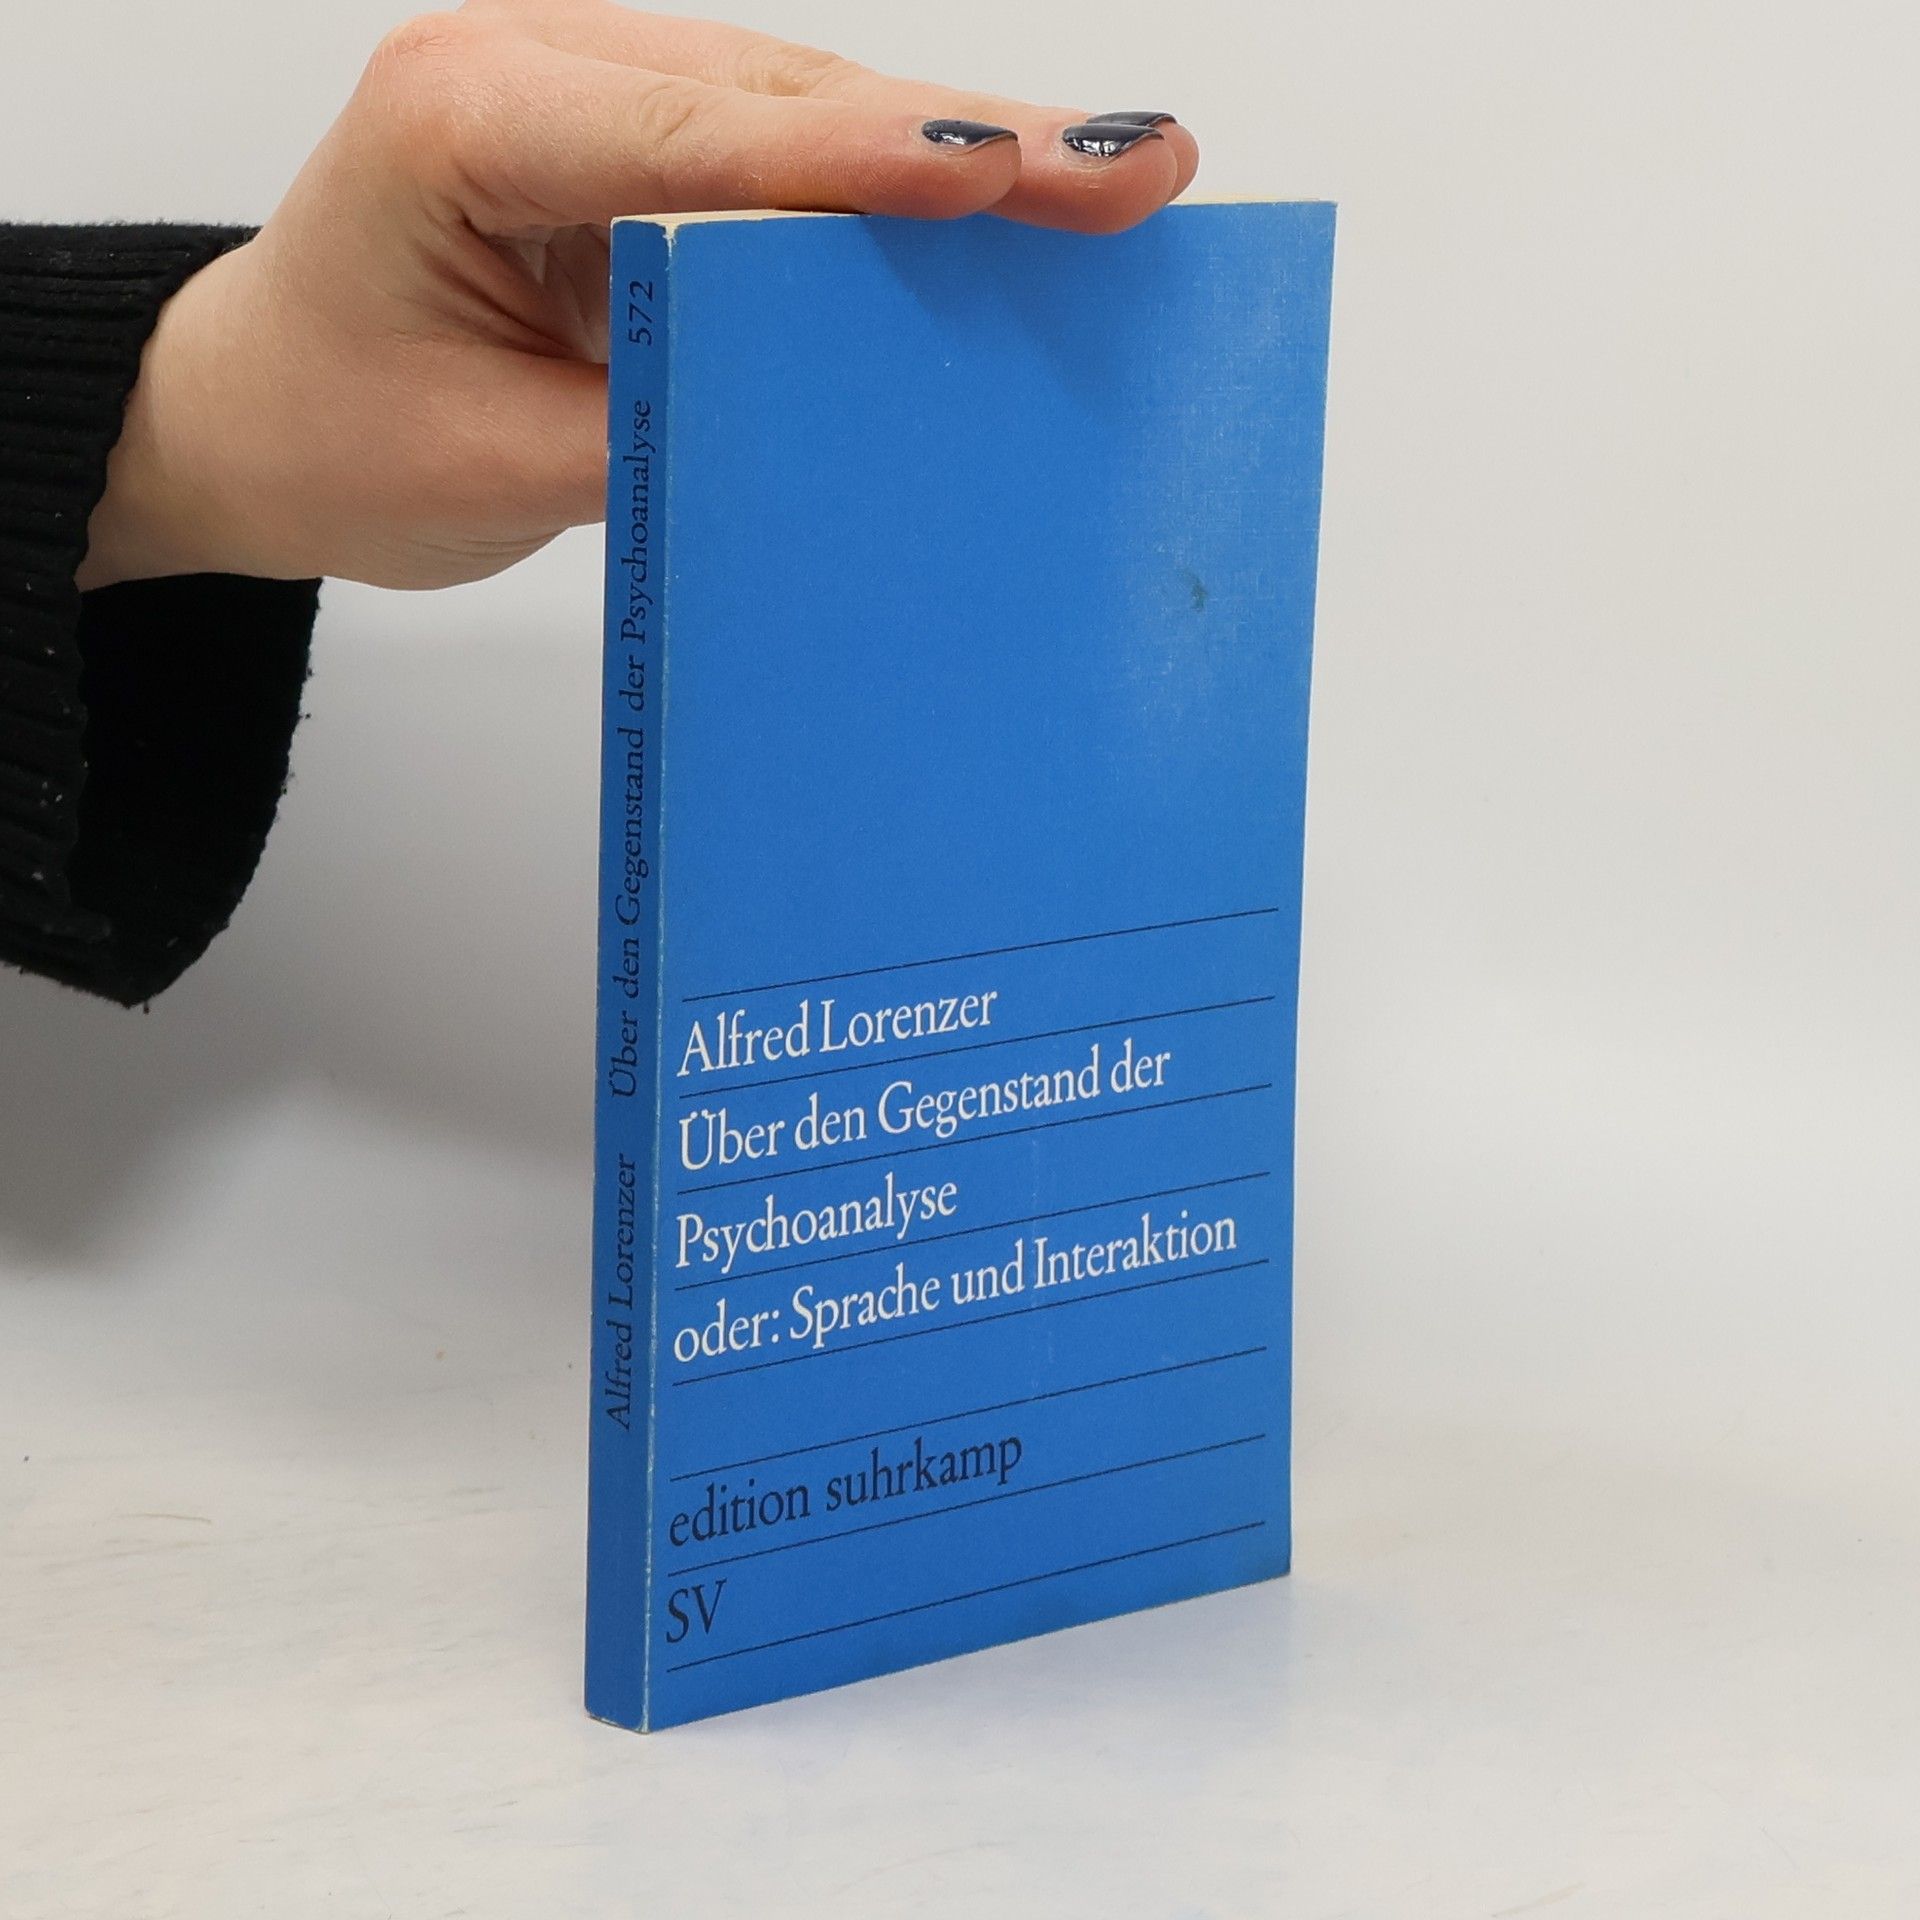 Alfred Lorenzer Über den Gegenstand der Psychoanalyse 572
Alfred Lorenzer
Über den Gegenstand der
Psychoanalyse
oder: Sprache und Interaktion
edition suhrkamp
SV